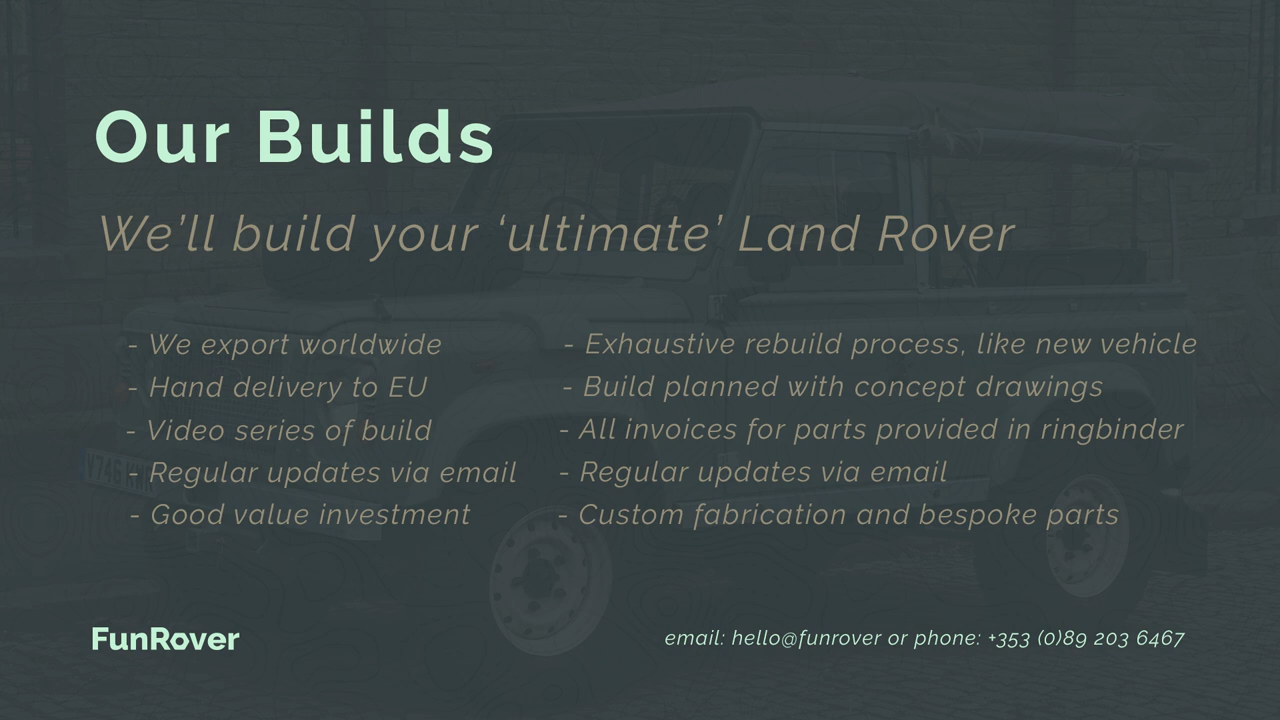 Our Builds
We’ll build your ‘ultimate’ Land Rover
- We export worldwide
- Hand delivery to EU
- Video series of build
- Regular updates via email
- Good value investment
- Exhaustive rebuild process, like new vehicle
- Build planned with concept drawings
- All invoices for parts provided in ringbinder
- Regular updates via email
- Custom fabrication and bespoke parts
FunRover
email: hello@funrover or phone: +353 (0)89 203 6467